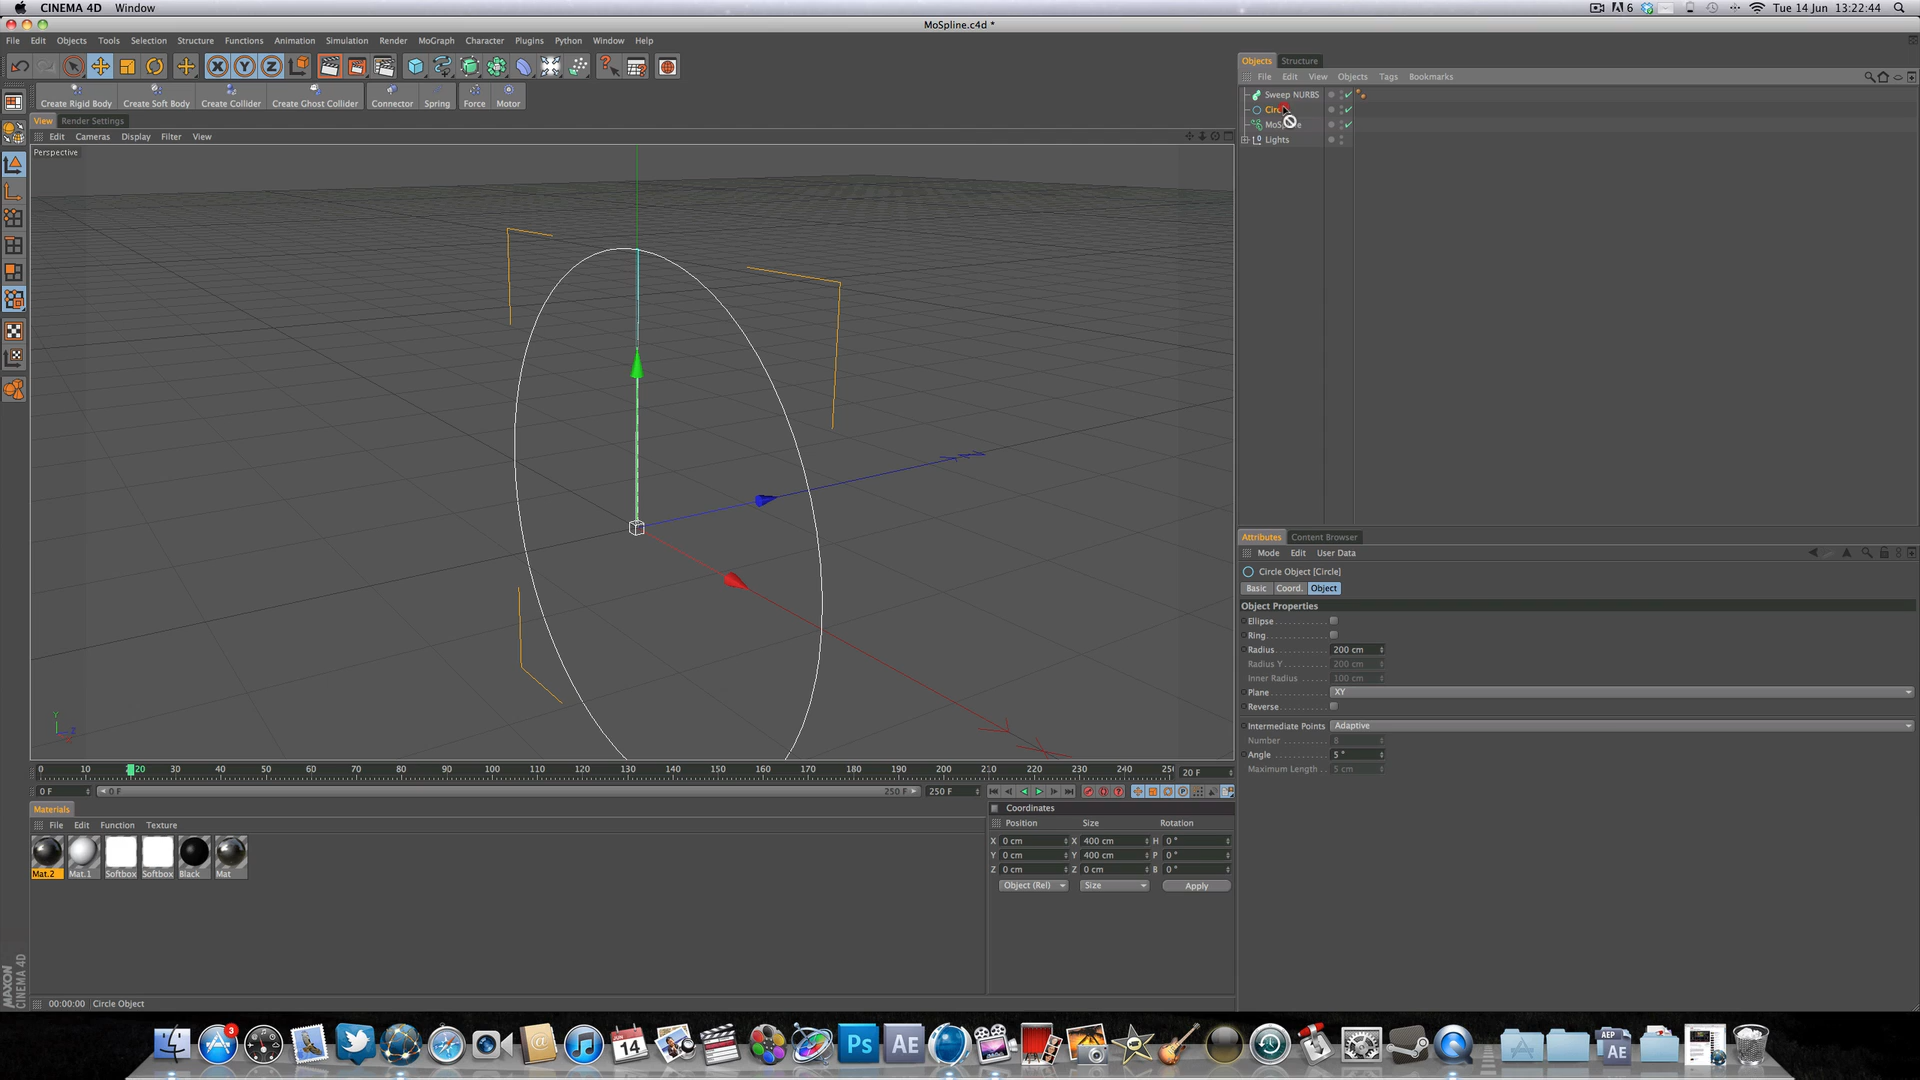 CINEMA 4D Window
6 Tue 14 Jun 13:22:44
MoSpline.c4d *
File Edit Objects Tools Selection Structure Functions Animation Simulation Render MoGraph Character Plugins Python Window Help
X Y Z
Create Rigid Body Create Soft Body Create Collider Create Ghost Collider Connector Spring Force Motor
View Render Settings
Edit Cameras Display Filter View
Perspective
Objects Structure
File Edit View Objects Tags Bookmarks
Sweep NURBS
Lights
Y
Z
0 10 20 30 40 50 60 70 80 90 100 110 120 130 140 150 160 170 180 190 200 210 220 230 240 20 F
0 F 0 F 250 F 250 F
Materials
File Edit Function Texture
Mat.2 Mat.1 Softbox Softbox Black Mat
Coordinates
Position Size Rotation
X 0 cm X 400 cm H 0 °
Y 0 cm Y 400 cm P 0 °
Z 0 cm Z 0 cm B 0 °
Object (Rel) Size Apply
Attributes Content Browser
Mode Edit User Data
Circle Object [Circle]
Basic Coord. Object
Object Properties
Ellipse
Ring
Radius 200 cm
Radius Y 200 cm
Inner Radius 100 cm
Plane XY
Reverse
Intermediate Points Adaptive
Number 8
Angle 5 °
Maximum Length 5 cm
MAXON
CINEMA 4D
00:00:00 Circle Object
3
JUN
14
Ps
AE
AEP
AE